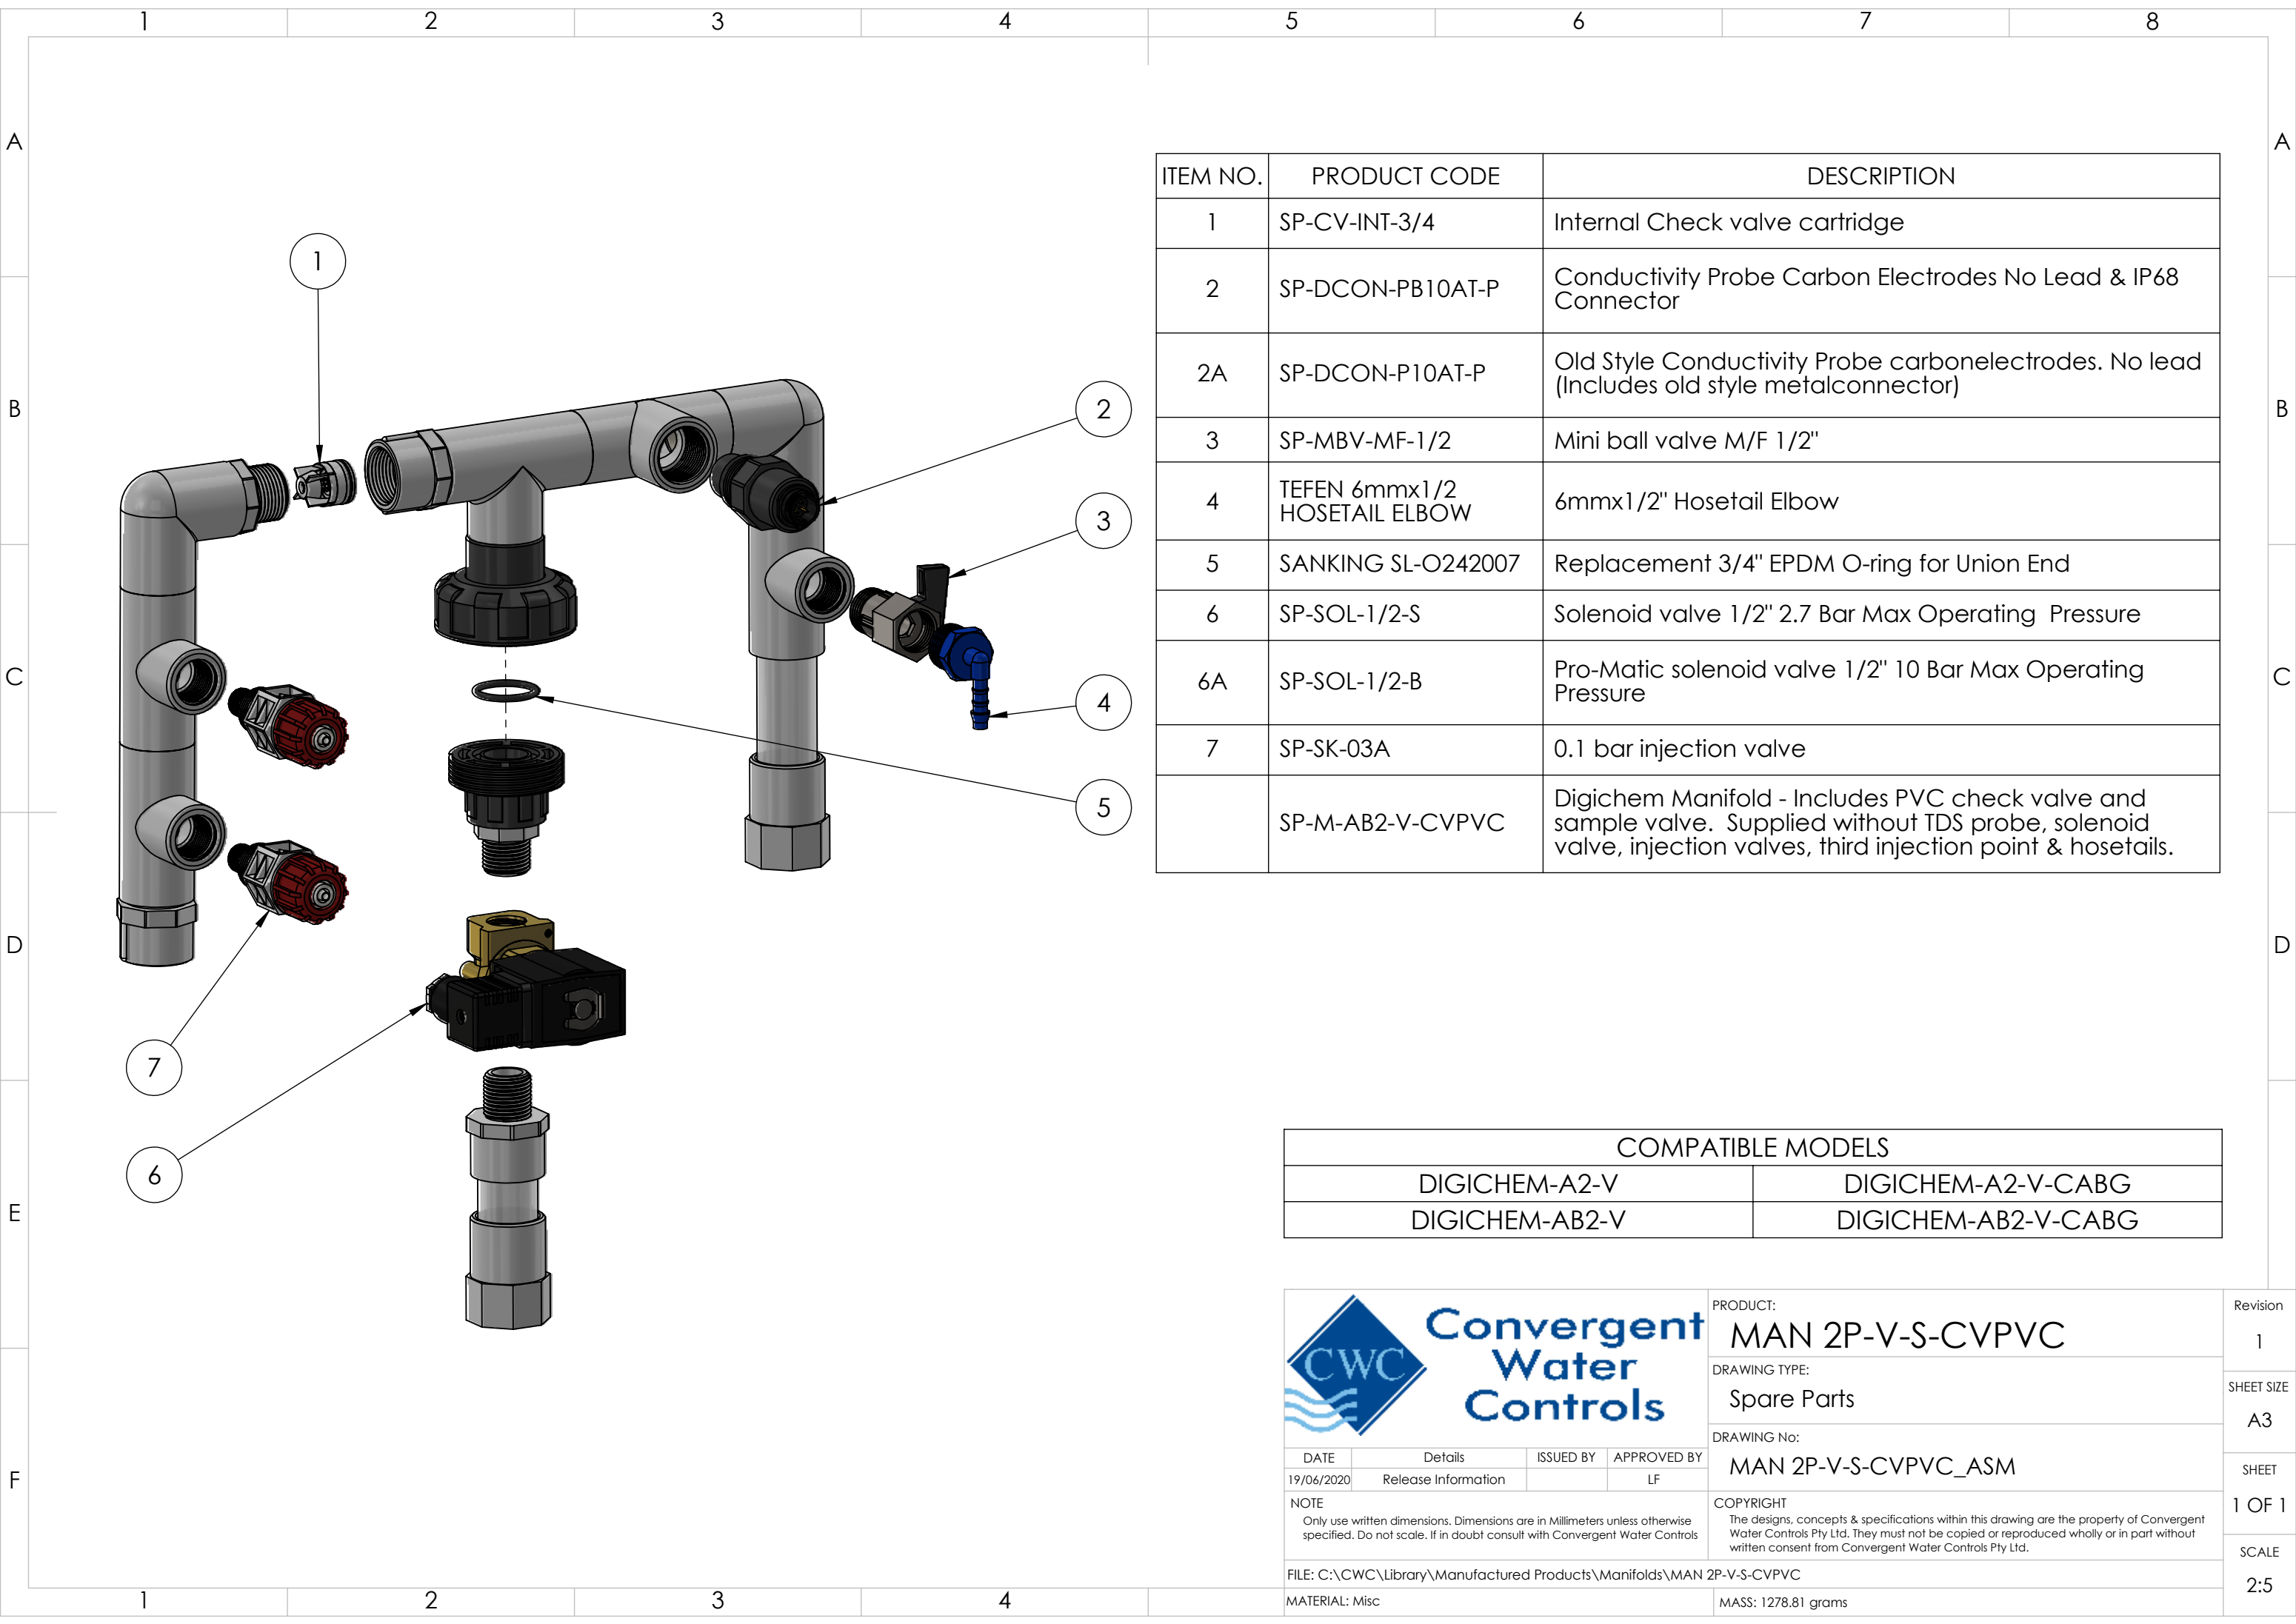 1 2 3 4 5 6 7 8
A A
B B
C C
D D
E
F
1
2
3
4
5
7
6
ITEM NO. PRODUCT CODE DESCRIPTION
1 SP-CV-INT-3/4 Internal Check valve cartridge
2 SP-DCON-PB10AT-P Conductivity Probe Carbon Electrodes No Lead & IP68
Connector
2A SP-DCON-P10AT-P Old Style Conductivity Probe carbonelectrodes. No lead
(Includes old style metalconnector)
3 SP-MBV-MF-1/2 Mini ball valve M/F 1/2"
4 TEFEN 6mmx1/2 6mmx1/2" Hosetail Elbow
HOSETAIL ELBOW
5 SANKING SL-O242007 Replacement 3/4" EPDM O-ring for Union End
6 SP-SOL-1/2-S Solenoid valve 1/2" 2.7 Bar Max Operating  Pressure
6A SP-SOL-1/2-B Pro-Matic solenoid valve 1/2" 10 Bar Max Operating
Pressure
7 SP-SK-03A 0.1 bar injection valve
SP-M-AB2-V-CVPVC Digichem Manifold - Includes PVC check valve and
sample valve.  Supplied without TDS probe, solenoid
valve, injection valves, third injection point & hosetails.
COMPATIBLE MODELS
DIGICHEM-A2-V DIGICHEM-A2-V-CABG
DIGICHEM-AB2-V DIGICHEM-AB2-V-CABG
CWC
Convergent
Water
Controls
PRODUCT:
MAN 2P-V-S-CVPVC
DRAWING TYPE:
Spare Parts
DRAWING No:
MAN 2P-V-S-CVPVC_ASM
Revision
1
SHEET SIZE
A3
SHEET
1 OF 1
SCALE
2:5
DATE Details ISSUED BY APPROVED BY
19/06/2020 Release Information LF
NOTE
Only use written dimensions. Dimensions are in Millimeters unless otherwise
specified. Do not scale. If in doubt consult with Convergent Water Controls
COPYRIGHT
The designs, concepts & specifications within this drawing are the property of Convergent
Water Controls Pty Ltd. They must not be copied or reproduced wholly or in part without
written consent from Convergent Water Controls Pty Ltd.
FILE: C:\CWC\Library\Manufactured Products\Manifolds\MAN 2P-V-S-CVPVC
MATERIAL: Misc MASS: 1278.81 grams
1 2 3 4